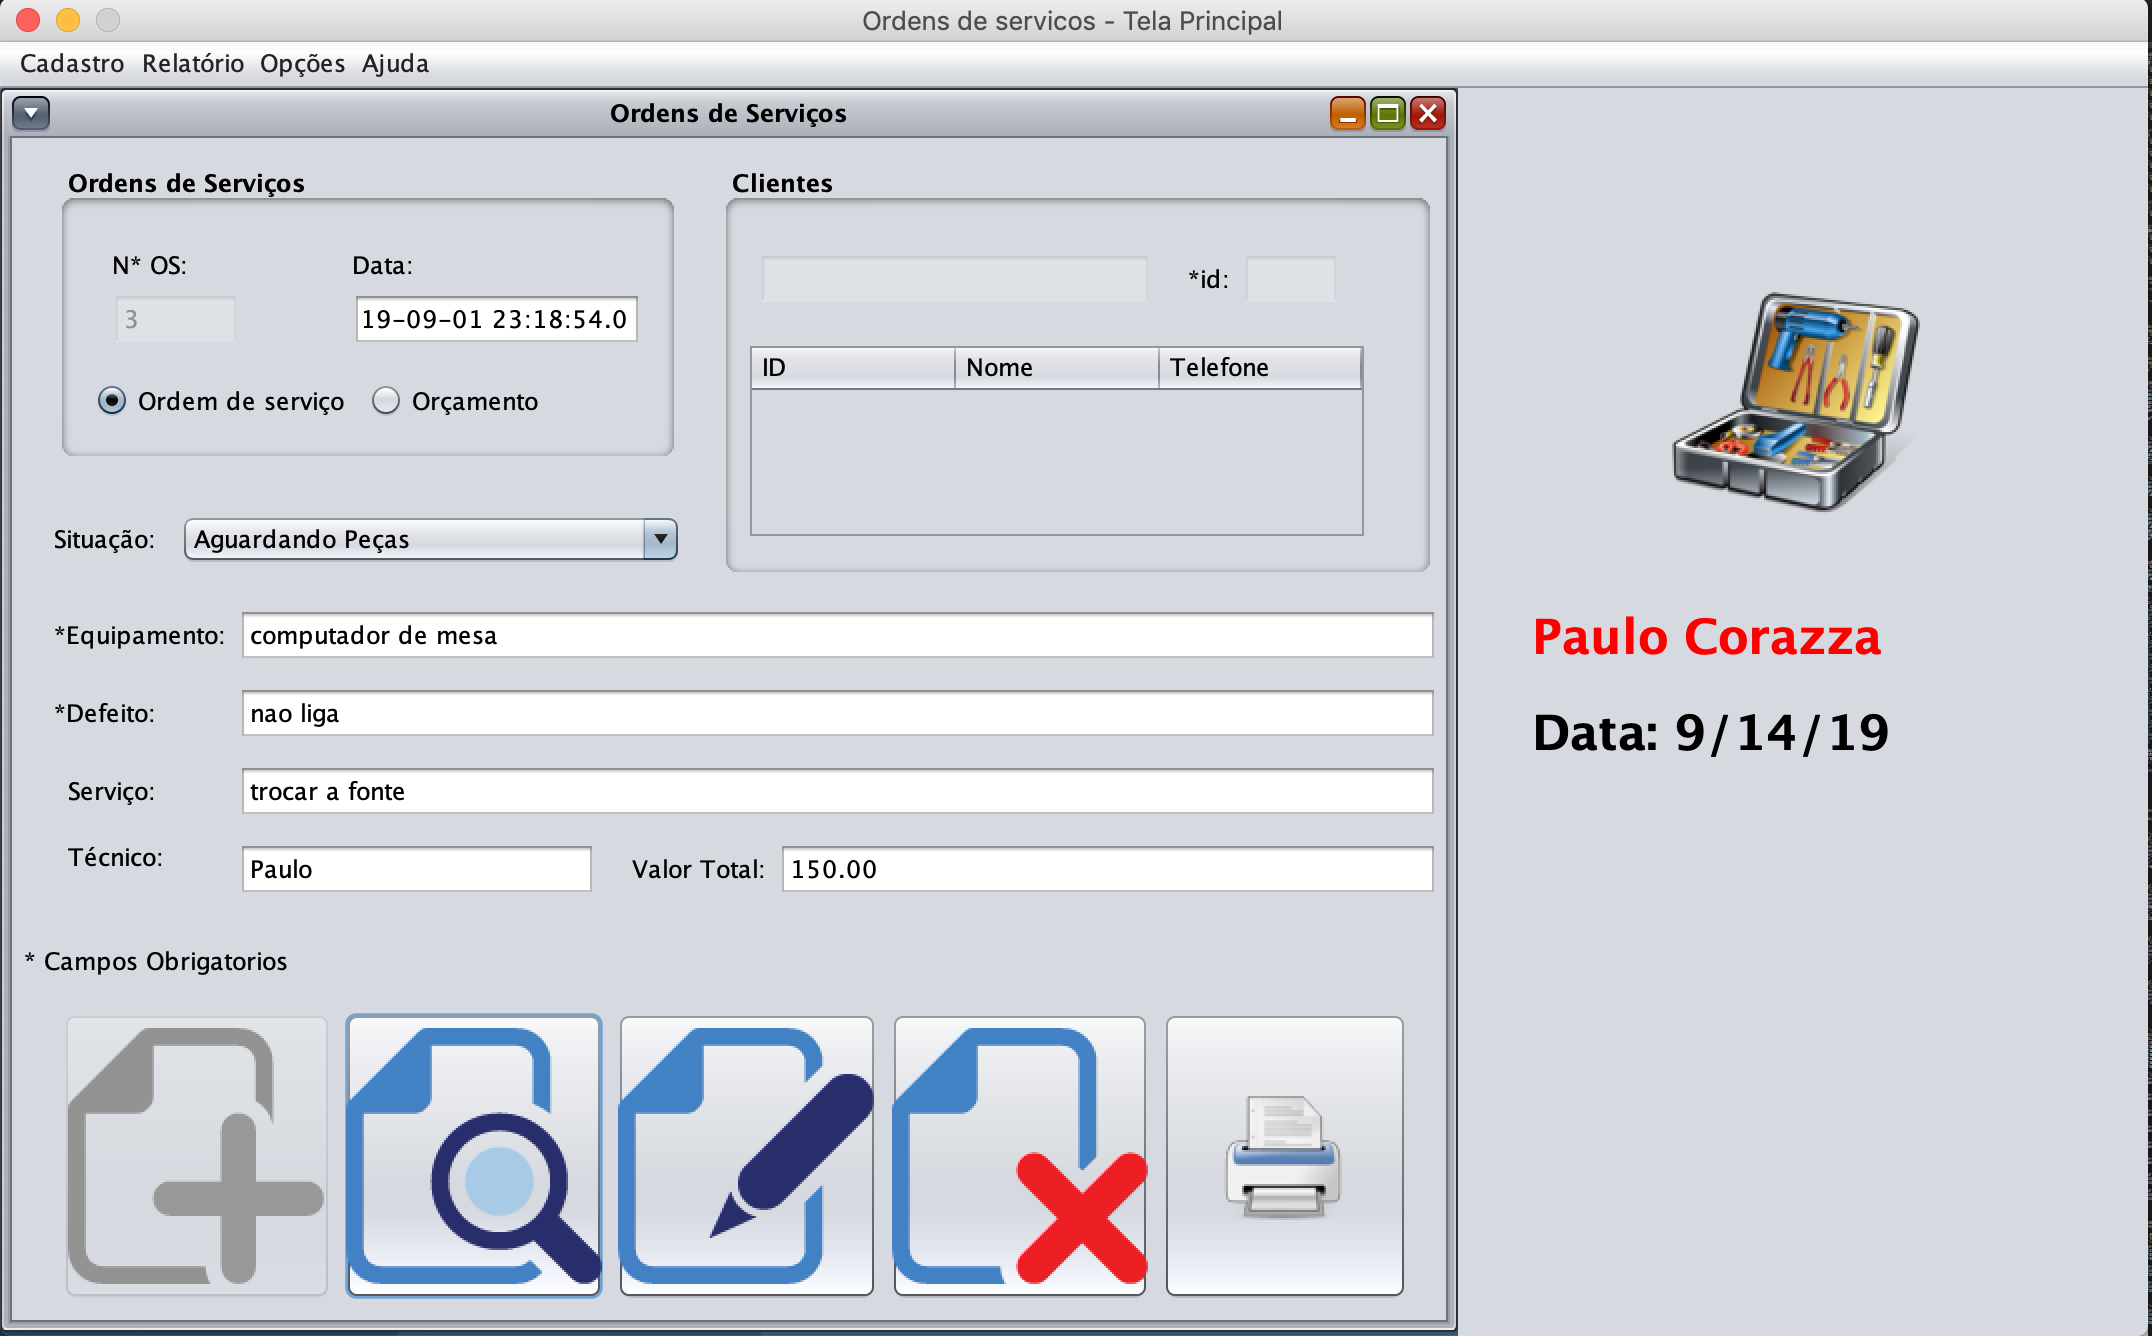 Ordens de servicos - Tela Principal
Cadastro Relatório Opções Ajuda
Ordens de Serviços
Ordens de Serviços
N* OS: Data:
3 19-09-01 23:18:54.0
Ordem de serviço Orçamento
Clientes
*id:
ID Nome Telefone
Situação: Aguardando Peças
*Equipamento: computador de mesa
*Defeito: nao liga
Serviço: trocar a fonte
Técnico: Paulo Valor Total: 150.00
* Campos Obrigatorios
Paulo Corazza
Data: 9/14/19